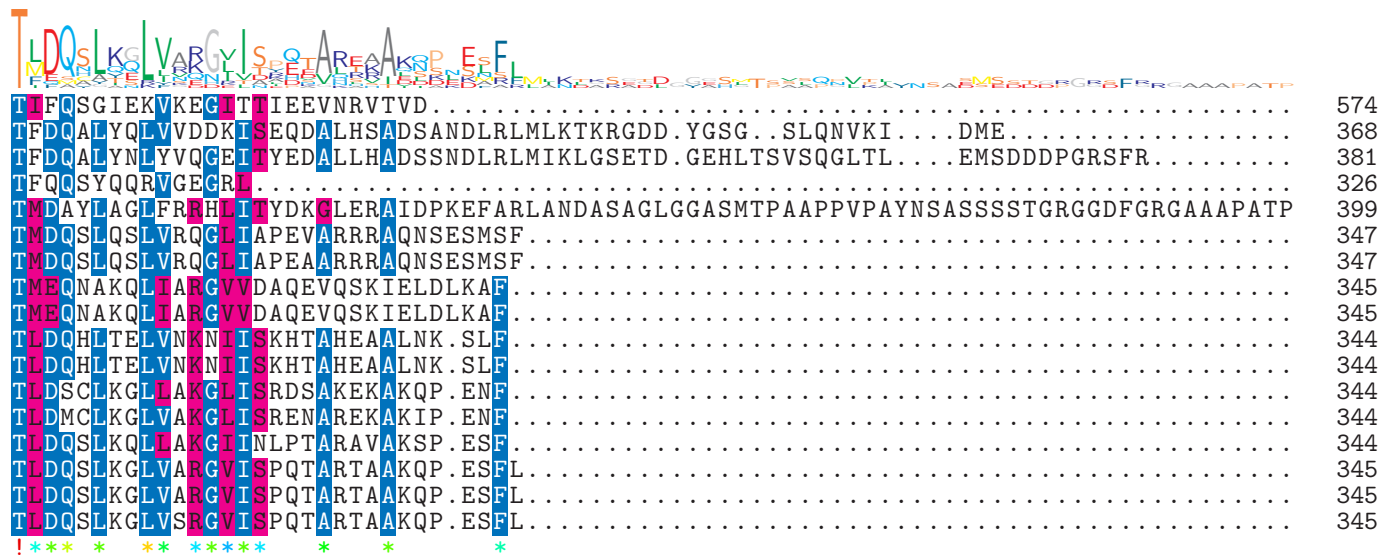 TIFQSGIEKVKEGITTIEEVNRVTVD...................................................... 574
TFDQALYQLVVDDKISEQDALHSADSANDLRLMLKTKRGDD.YGSG..SLQNVKI....DME.................. 368
TFDQALYNLYVQGEITYEDALLHADSSNDLRLMIKLGSETD.GEHLTSVSQGLTL....EMSDDDPGRSFR......... 381
TFQQSYQQRVGEGRL................................................................. 326
TMDAYLAGLFRRHLITYDKGLERAIDPKEFARLANDASAGLGGASMTPAAPPVPAYNSASSSSTGRGGDFGRGAAAPATP 399
TMDQSLQSLVRQGLIAPEVARRRAQNSESMSF................................................ 347
TMDQSLQSLVRQGLIAPEAARRRAQNSESMSF................................................ 347
TMEQNAKQLIARGVVDAQEVQSKIELDLKAF................................................. 345
TMEQNAKQLIARGVVDAQEVQSKIELDLKAF................................................. 345
TLDQHLTELVNKNIISKHTAHEAALNK.SLF................................................. 344
TLDQHLTELVNKNIISKHTAHEAALNK.SLF................................................. 344
TLDSCLKGLLAKGLISRDSAKEKAKQP.ENF................................................. 344
TLDMCLKGLVAKGLISRENAREKAKIP.ENF................................................. 344
TLDQSLKQLLAKGIINLPTARAVAKSP.ESF................................................. 344
TLDQSLKGLVARGVISPQTARTAAKQP.ESFL................................................ 345
TLDQSLKGLVARGVISPQTARTAAKQP.ESFL................................................ 345
TLDQSLKGLVSRGVISPQTARTAAKQP.ESFL................................................ 345
!*** * ** ***** * * *